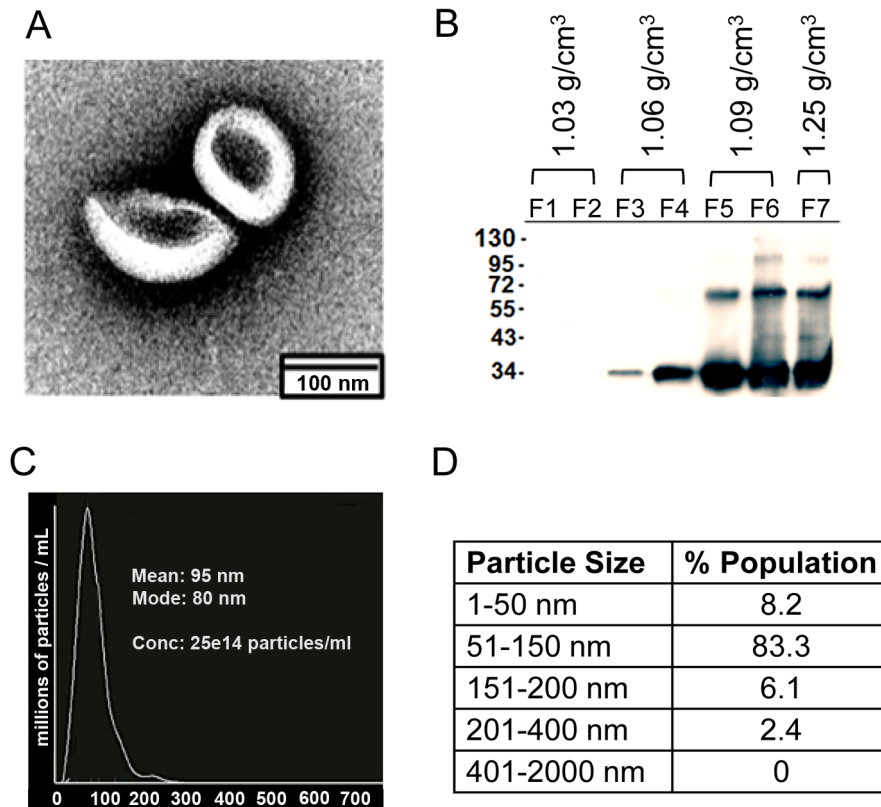 A
100 nm
B
1.03 g/cm³
1.06 g/cm³
1.09 g/cm³
1.25 g/cm³
F1 F2 F3 F4 F5 F6 F7
130 -
95 -
72 -
55-
43-
34-
C
millions of particles / mL
Mean: 95 nm
Mode: 80 nm
Conc: 25e14 particles/ml
0 100 200 300 400 500 600 700
D
Particle Size % Population
1-50 nm 8.2
51-150 nm 83.3
151-200 nm 6.1
201-400 nm 2.4
401-2000 nm 0